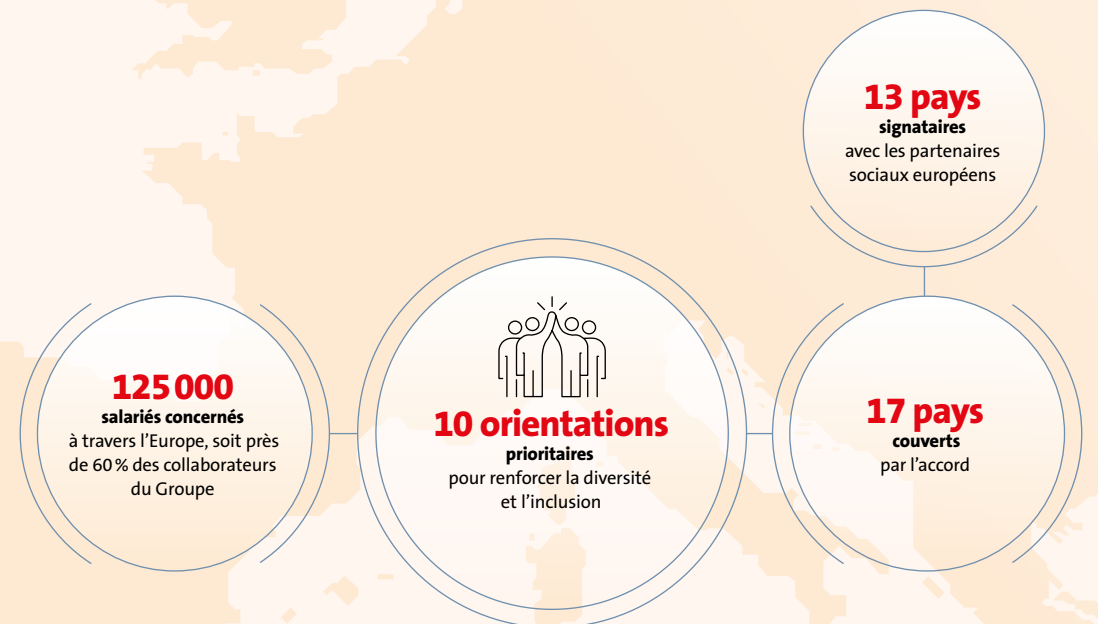 13 pays
signataires
avec les partenaires
sociaux européens
125 000
salariés concernés
à travers l’Europe, soit près
de 60 % des collaborateurs
du Groupe
10 orientations
prioritaires
pour renforcer la diversité
et l’inclusion
17 pays
couverts
par l’accord